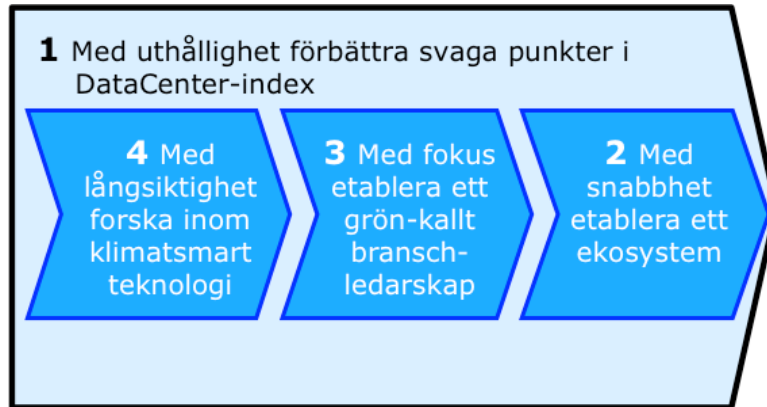 1 Med uthållighet förbättra svaga punkter i
DataCenter-index
4 Med
långsiktighet
forska inom
klimatsmart
teknologi
3 Med fokus
etablera ett
grön-kallt
bransch-
ledarskap
2 Med
snabbhet
etablera ett
ekosystem